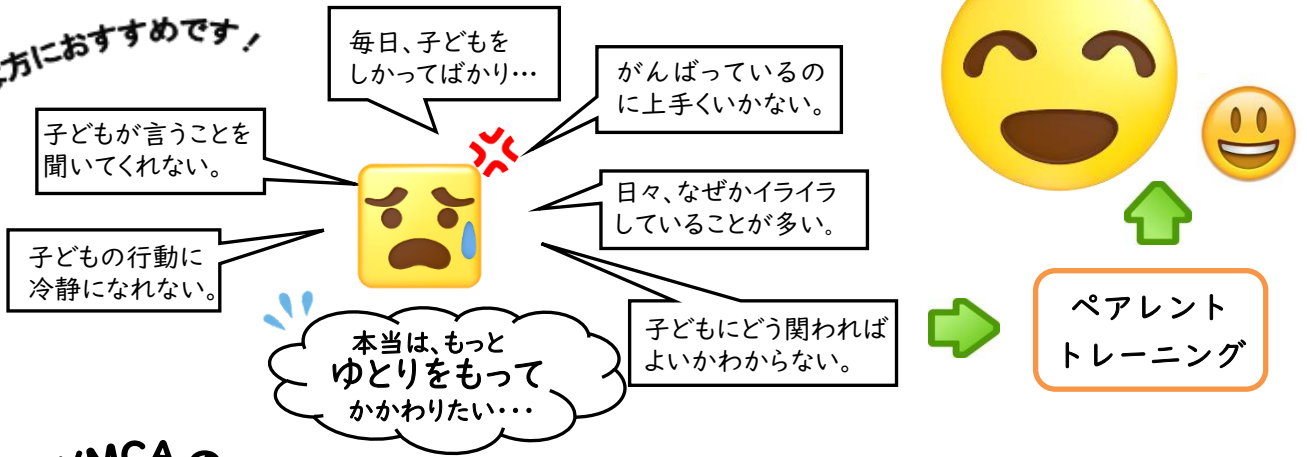 方におすすめです!
毎日、子どもを
しかってばかり…
がんばっているの
に上手くいかない。
子どもが言うことを
聞いてくれない。
日々、なぜかイライラ
していることが多い。
子どもの行動に
冷静になれない。
子どもにどう関われば
よいかわからない。
本当は、もっと
ゆとりをもって
かかわりたい・・・
ペアレント
トレーニング
YMCA